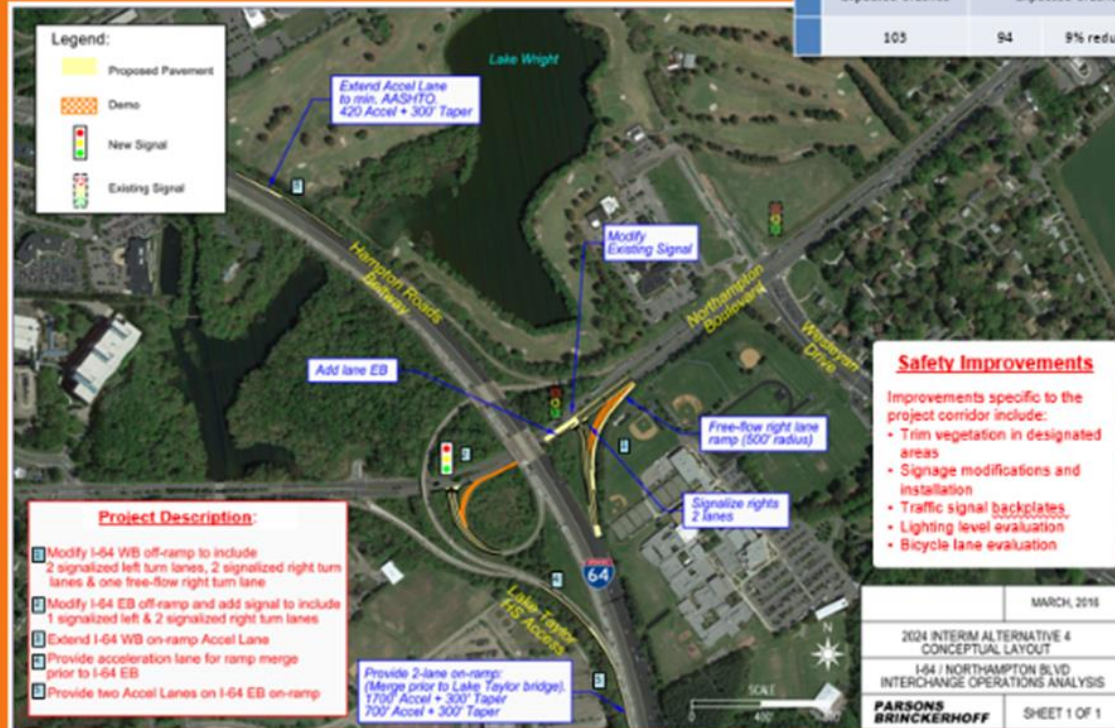 103
94
9% redu
Legend:
Proposed Pavement
Demo
New Signal
Existing Signal
Extend Accel Lane
to min. AASHTO.
420 Accel + 300' Taper
Lake Wright
Modify
Existing Signal
Hampton Roads
Beltway
Northampton
Boulevard
Wesleyan
Drive
Add lane EB
Free-flow right lane
ramp (500' radius)
Signalize rights
2 lanes
64
Lake Taylor
HS Access
Safety Improvements
Improvements specific to the
project corridor include:
• Trim vegetation in designated
areas
• Signage modifications and
installation
• Traffic signal backplates
• Lighting level evaluation
• Bicycle lane evaluation
Project Description:
1 Modify I-64 WB off-ramp to include
2 signalized left turn lanes, 2 signalized right turn
lanes & one free-flow right turn lane
2 Modify I-64 EB off-ramp and add signal to include
1 signalized left & 2 signalized right turn lanes
3 Extend I-64 WB on-ramp Accel Lane
4 Provide acceleration lane for ramp merge
prior to I-64 EB
5 Provide two Accel Lanes on I-64 EB on-ramp
Provide 2-lane on-ramp:
(Merge prior to Lake Taylor bridge).
1700' Accel + 300' Taper
700' Accel + 300' Taper
N
SCALE
0
400'
MARCH, 2016
2024 INTERIM ALTERNATIVE 4
CONCEPTUAL LAYOUT
I-64 / NORTHAMPTON BLVD
INTERCHANGE OPERATIONS ANALYSIS
PARSONS
BRINCKERHOFF
SHEET 1 OF 1